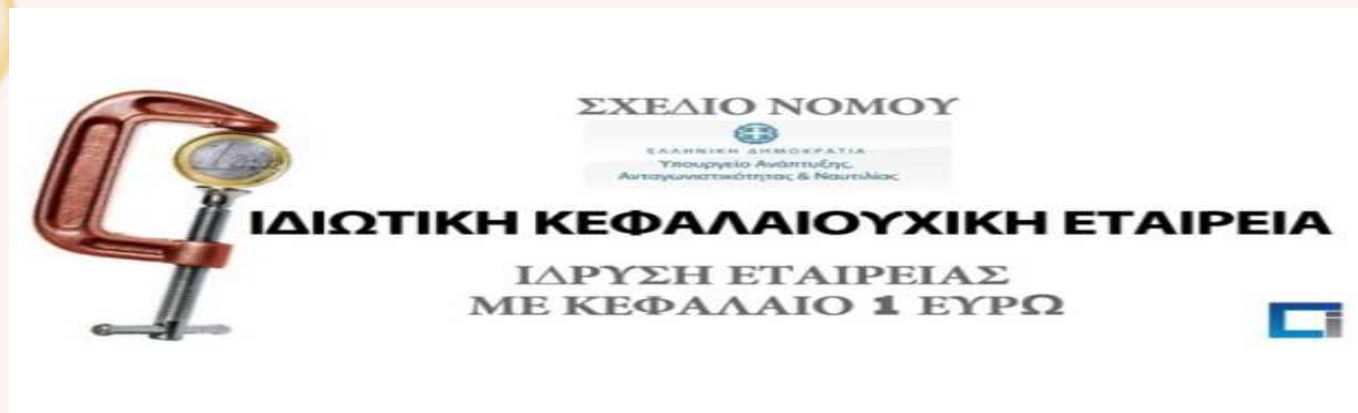 ΣΧΕΔΙΟ ΝΟΜΟΥ
ΕΛΛΗΝΙΚΗ ΔΗΜΟΚΡΑΤΙΑ
Υπουργείο Ανάπτυξης,
Ανταγωνιστικότητας & Ναυτιλίας
ΙΔΙΩΤΙΚΗ ΚΕΦΑΛΑΙΟΥΧΙΚΗ ΕΤΑΙΡΕΙΑ
ΙΔΡΥΣΗ ΕΤΑΙΡΕΙΑΣ
ΜΕ ΚΕΦΑΛΑΙΟ 1 ΕΥΡΩ